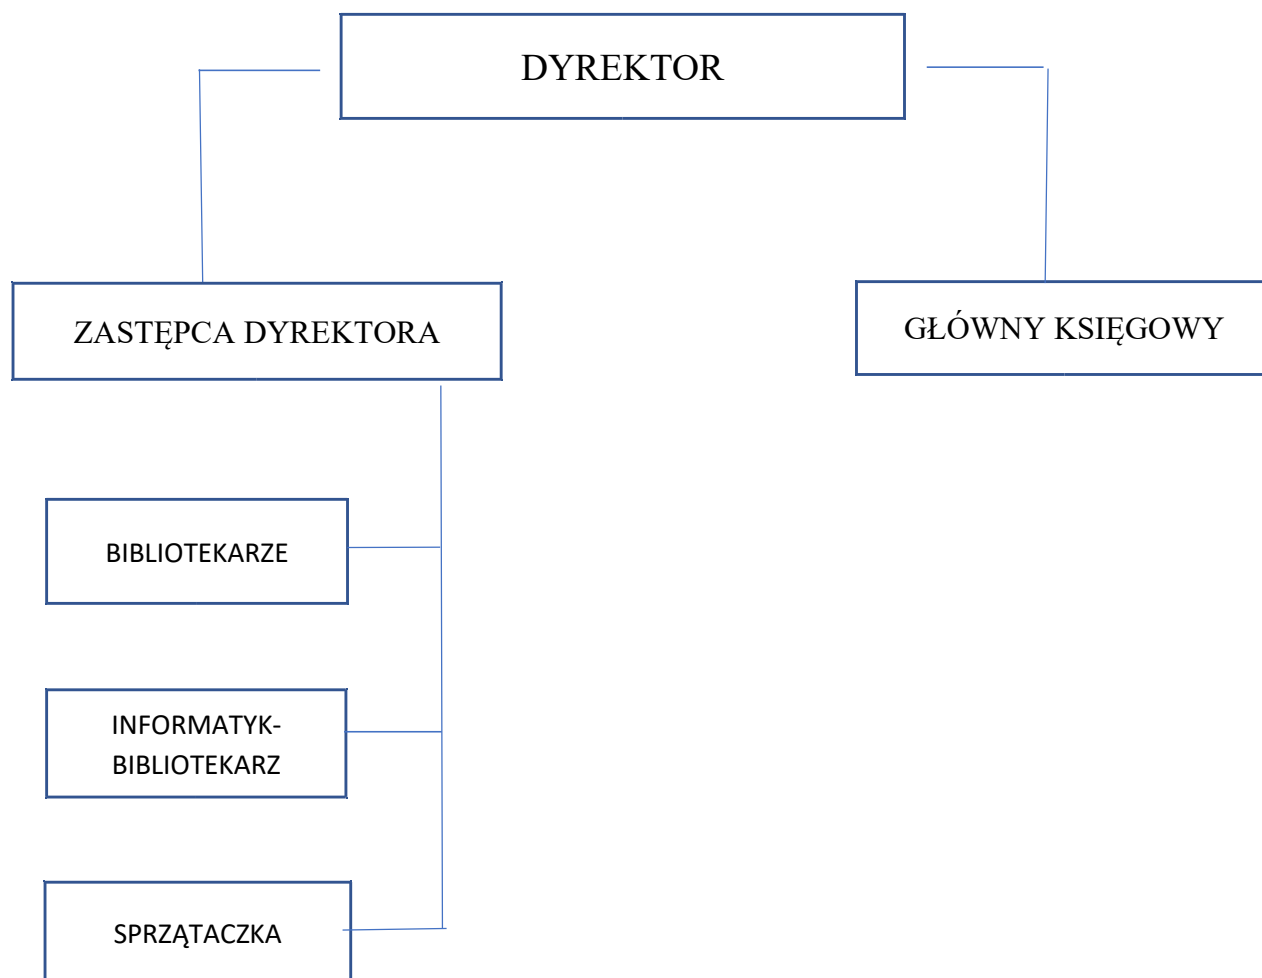 DYREKTOR
ZASTĘPCA DYREKTORA
GŁÓWNY KSIĘGOWY
BIBLIOTEKARZE
INFORMATYK-
BIBLIOTEKARZ
SPRZĄTACZKA